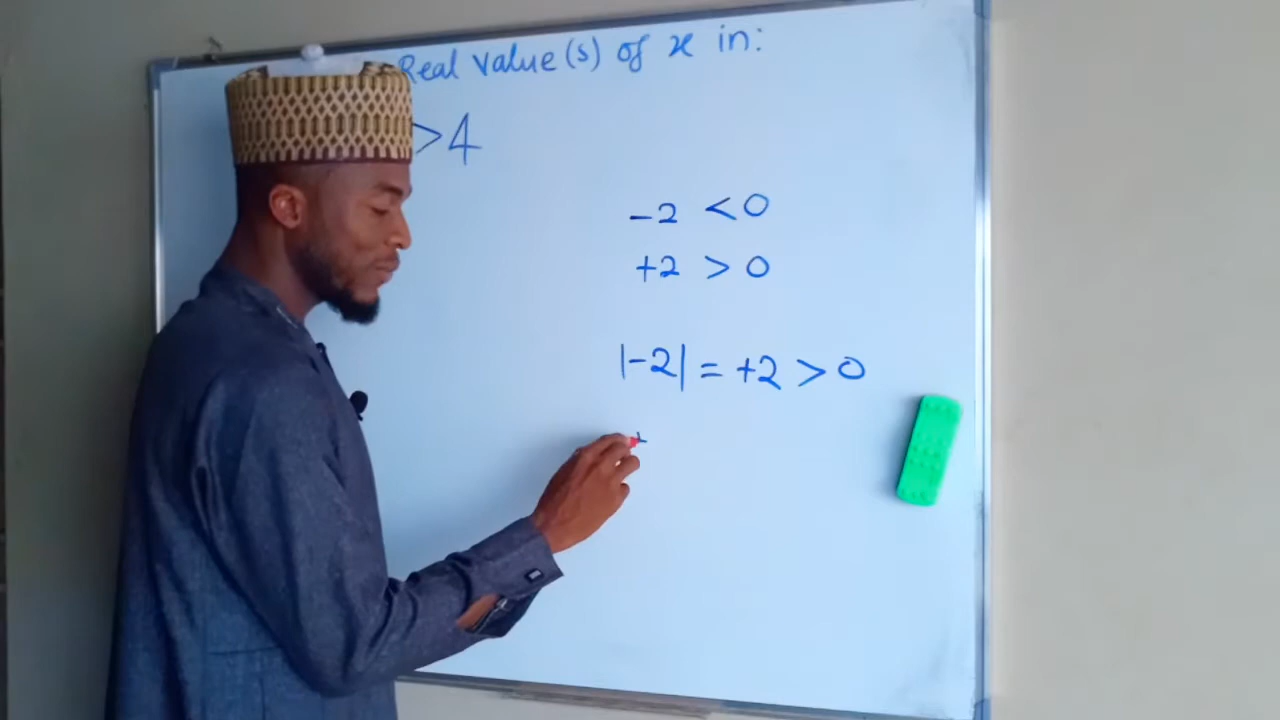 Real value(s) of x in:
>4
-2 <0
+2 > 0
|-2| = +2 > 0
+